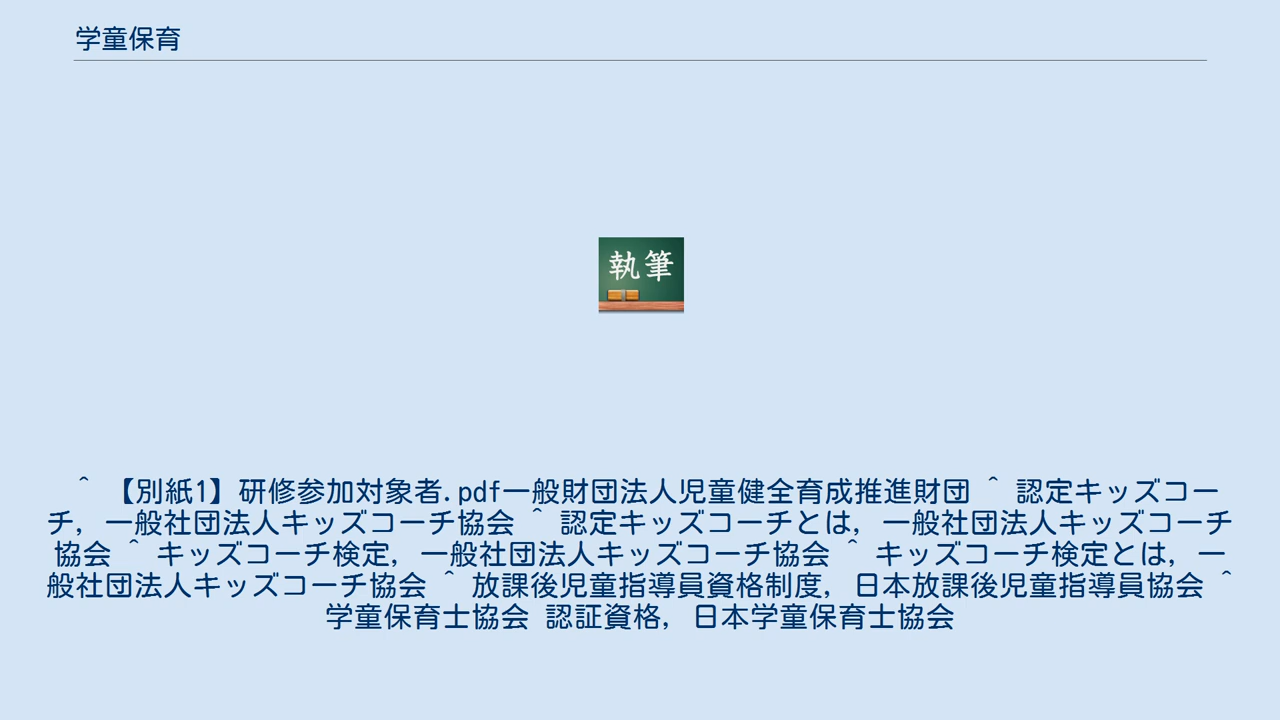 学童保育
執筆
^ 【別紙1】研修参加対象者.pdf一般財団法人児童健全育成推進財団 ^ 認定キッズコー
チ, 一般社団法人キッズコーチ協会 ^ 認定キッズコーチとは, 一般社団法人キッズコーチ
協会 ^ キッズコーチ検定, 一般社団法人キッズコーチ協会 ^ キッズコーチ検定とは, 一
般社団法人キッズコーチ協会 ^ 放課後児童指導員資格制度, 日本放課後児童指導員協会 ^
学童保育士協会 認証資格, 日本学童保育士協会